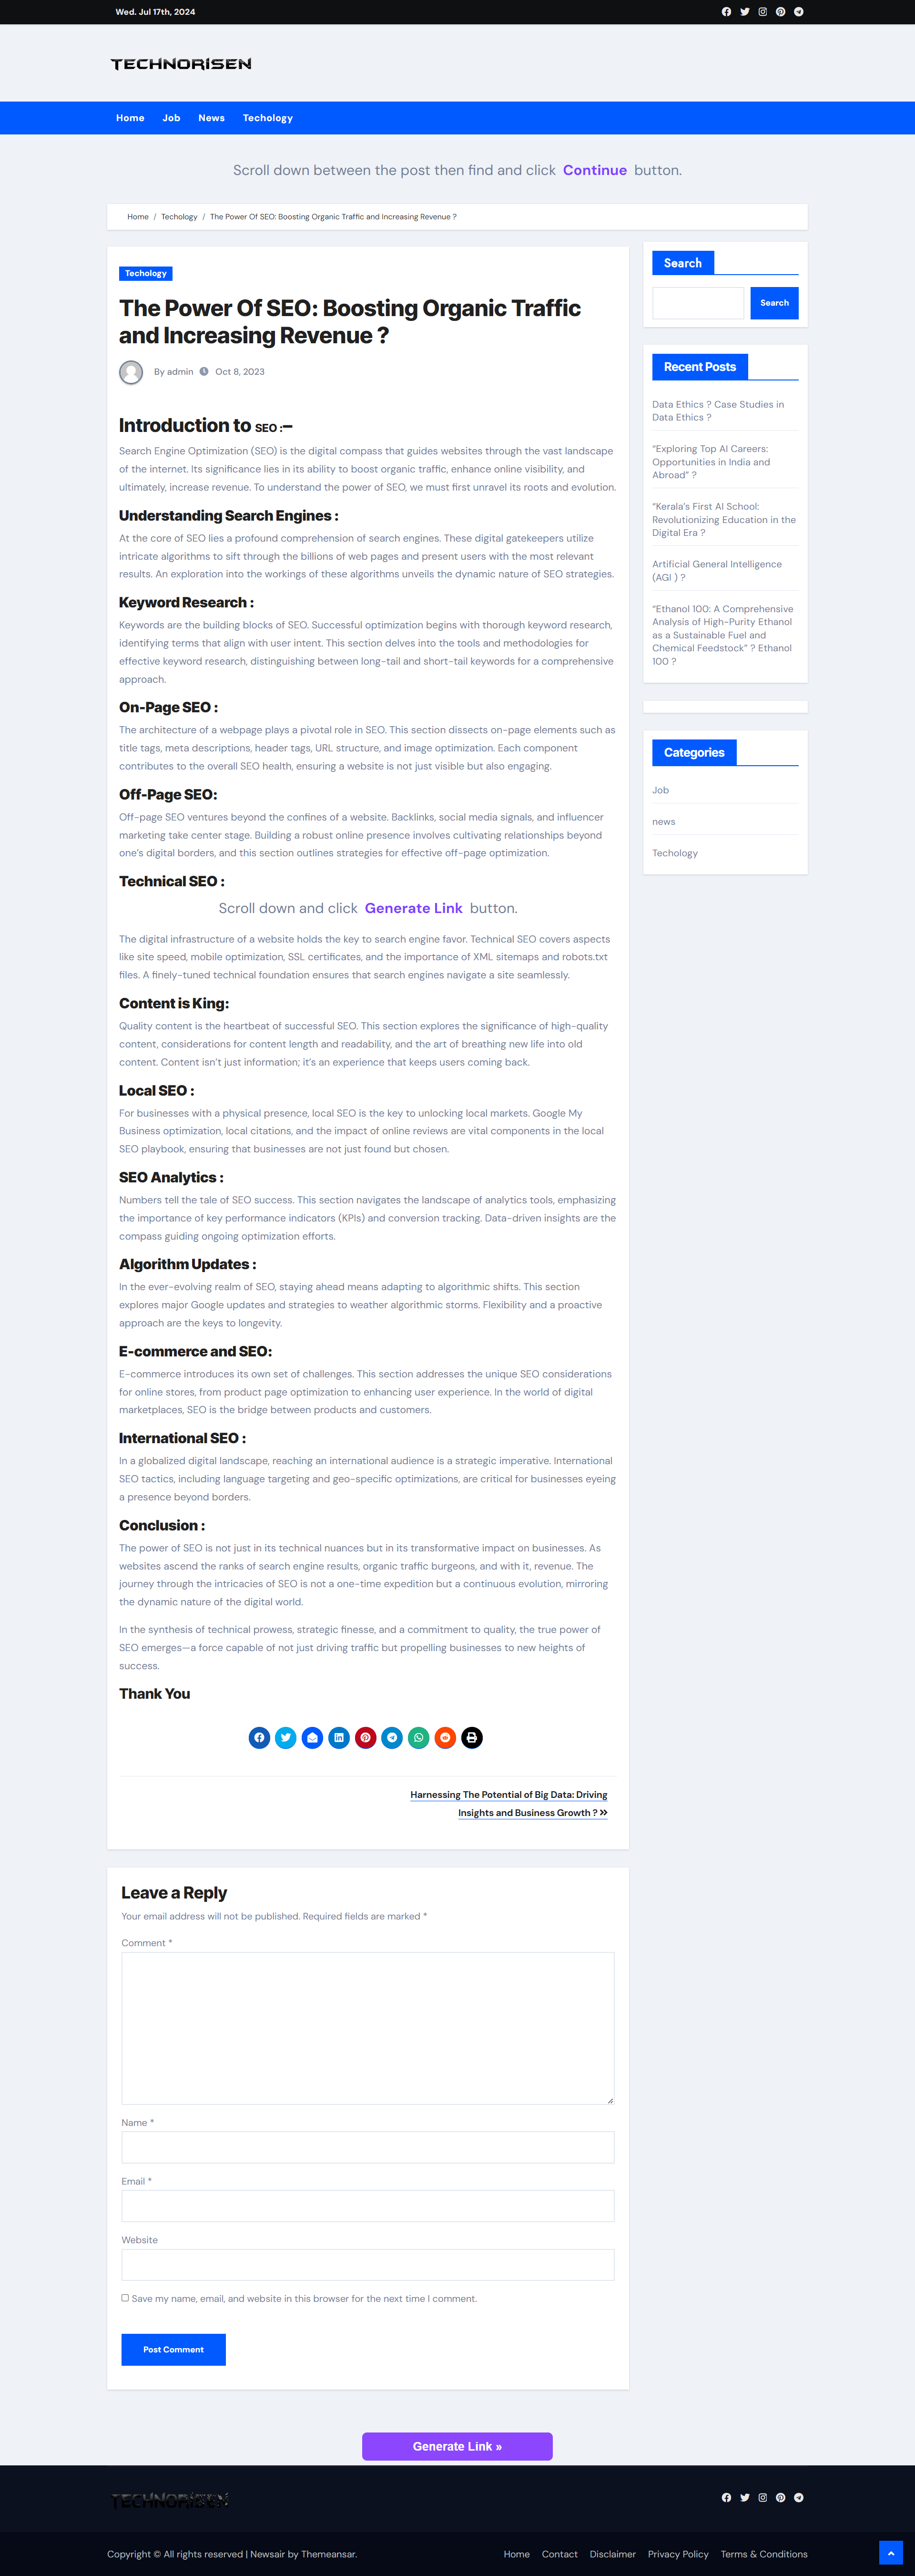 Wed. Jul 17th, 2024
TECHNORISEN
Home Job News Techology
Scroll down between the post then find and click Continue button.
Home / Techology / The Power Of SEO: Boosting Organic Traffic and Increasing Revenue ?
Techology
The Power Of SEO: Boosting Organic Traffic
and Increasing Revenue ?
By admin Oct 8, 2023
Introduction to SEO :–
Search Engine Optimization (SEO) is the digital compass that guides websites through the vast landscape
of the internet. Its significance lies in its ability to boost organic traffic, enhance online visibility, and
ultimately, increase revenue. To understand the power of SEO, we must first unravel its roots and evolution.
Understanding Search Engines :
At the core of SEO lies a profound comprehension of search engines. These digital gatekeepers utilize
intricate algorithms to sift through the billions of web pages and present users with the most relevant
results. An exploration into the workings of these algorithms unveils the dynamic nature of SEO strategies.
Keyword Research :
Keywords are the building blocks of SEO. Successful optimization begins with thorough keyword research,
identifying terms that align with user intent. This section delves into the tools and methodologies for
effective keyword research, distinguishing between long-tail and short-tail keywords for a comprehensive
approach.
On-Page SEO :
The architecture of a webpage plays a pivotal role in SEO. This section dissects on-page elements such as
title tags, meta descriptions, header tags, URL structure, and image optimization. Each component
contributes to the overall SEO health, ensuring a website is not just visible but also engaging.
Off-Page SEO:
Off-page SEO ventures beyond the confines of a website. Backlinks, social media signals, and influencer
marketing take center stage. Building a robust online presence involves cultivating relationships beyond
one’s digital borders, and this section outlines strategies for effective off-page optimization.
Technical SEO :
Scroll down and click Generate Link button.
The digital infrastructure of a website holds the key to search engine favor. Technical SEO covers aspects
like site speed, mobile optimization, SSL certificates, and the importance of XML sitemaps and robots.txt
files. A finely-tuned technical foundation ensures that search engines navigate a site seamlessly.
Content is King:
Quality content is the heartbeat of successful SEO. This section explores the significance of high-quality
content, considerations for content length and readability, and the art of breathing new life into old
content. Content isn’t just information; it’s an experience that keeps users coming back.
Local SEO :
For businesses with a physical presence, local SEO is the key to unlocking local markets. Google My
Business optimization, local citations, and the impact of online reviews are vital components in the local
SEO playbook, ensuring that businesses are not just found but chosen.
SEO Analytics :
Numbers tell the tale of SEO success. This section navigates the landscape of analytics tools, emphasizing
the importance of key performance indicators (KPIs) and conversion tracking. Data-driven insights are the
compass guiding ongoing optimization efforts.
Algorithm Updates :
In the ever-evolving realm of SEO, staying ahead means adapting to algorithmic shifts. This section
explores major Google updates and strategies to weather algorithmic storms. Flexibility and a proactive
approach are the keys to longevity.
E-commerce and SEO:
E-commerce introduces its own set of challenges. This section addresses the unique SEO considerations
for online stores, from product page optimization to enhancing user experience. In the world of digital
marketplaces, SEO is the bridge between products and customers.
International SEO :
In a globalized digital landscape, reaching an international audience is a strategic imperative. International
SEO tactics, including language targeting and geo-specific optimizations, are critical for businesses eyeing
a presence beyond borders.
Conclusion :
The power of SEO is not just in its technical nuances but in its transformative impact on businesses. As
websites ascend the ranks of search engine results, organic traffic burgeons, and with it, revenue. The
journey through the intricacies of SEO is not a one-time expedition but a continuous evolution, mirroring
the dynamic nature of the digital world.
In the synthesis of technical prowess, strategic finesse, and a commitment to quality, the true power of
SEO emerges—a force capable of not just driving traffic but propelling businesses to new heights of
success.
Thank You
Harnessing The Potential of Big Data: Driving
Insights and Business Growth ?
Leave a Reply
Your email address will not be published. Required fields are marked *
Comment *
Name *
Email *
Website
Save my name, email, and website in this browser for the next time I comment.
Post Comment
Search
Search
Recent Posts
Data Ethics ? Case Studies in
Data Ethics ?
“Exploring Top AI Careers:
Opportunities in India and
Abroad” ?
“Kerala’s First AI School:
Revolutionizing Education in the
Digital Era ?
Artificial General Intelligence
(AGI ) ?
“Ethanol 100: A Comprehensive
Analysis of High-Purity Ethanol
as a Sustainable Fuel and
Chemical Feedstock” ? Ethanol
100 ?
Categories
Job
news
Techology
Generate Link »
TECHNORISEN
Copyright © All rights reserved | Newsair by Themeansar.
Home Contact Disclaimer Privacy Policy Terms & Conditions